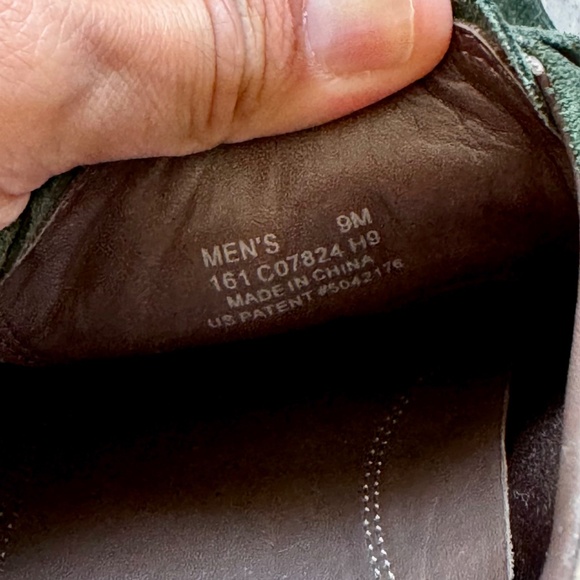 MEN'S 9M
161 C07824 H9
MADE IN CHINA
US PATENT #5042176